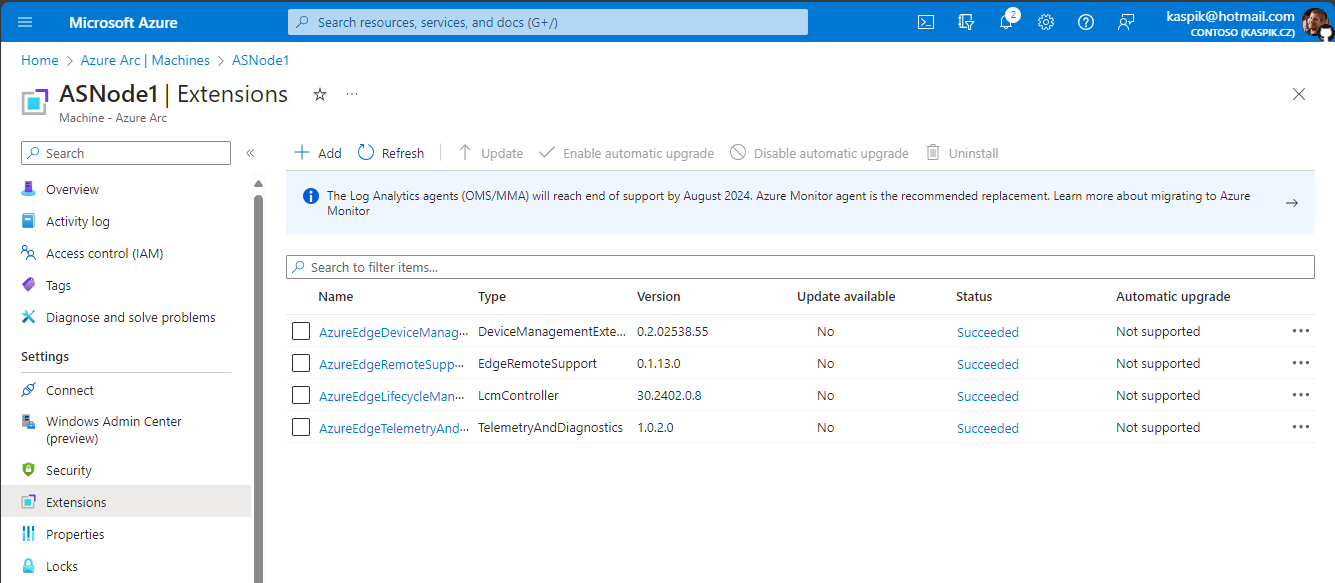 Microsoft Azure
Search resources, services, and docs (G+/)
2
kaspik@hotmail.com
CONTOSO (KASPIK.CZ)
Home > Azure Arc | Machines > ASNode1 >
ASNode1 | Extensions ...
Machine - Azure Arc
Search
«
Add
Refresh
Update
Enable automatic upgrade
Disable automatic upgrade
Uninstall
Overview
Activity log
Access control (IAM)
Tags
Diagnose and solve problems
Settings
Connect
Windows Admin Center
(preview)
Security
Extensions
Properties
Locks
The Log Analytics agents (OMS/MMA) will reach end of support by August 2024. Azure Monitor agent is the recommended replacement. Learn more about migrating to Azure
Monitor
Search to filter items...
Name Type Version Update available Status Automatic upgrade
AzureEdgeDeviceManag... DeviceManagementExte... 0.2.02538.55 No Succeeded Not supported
AzureEdgeRemoteSupp... EdgeRemoteSupport 0.1.13.0 No Succeeded Not supported
AzureEdgeLifecycleMan... LcmController 30.2402.0.8 No Succeeded Not supported
AzureEdgeTelemetryAnd... TelemetryAndDiagnostics 1.0.2.0 No Succeeded Not supported